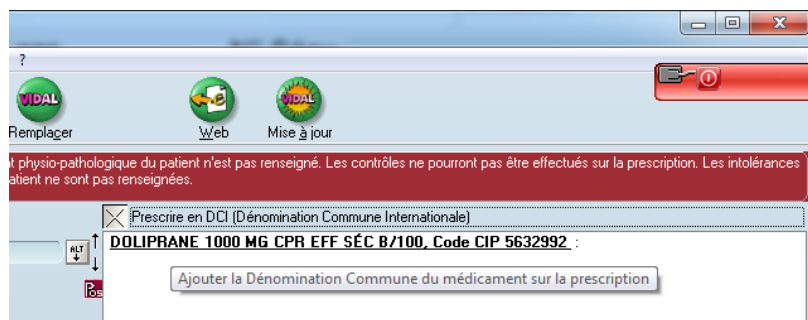 ?
VIDAL
VIDAL
Remplacer
Web
Mise à jour
t physio-pathologique du patient n'est pas renseigné. Les contrôles ne pourront pas être effectués sur la prescription. Les intolérances
atient ne sont pas renseignées.
Prescrire en DCI (Dénomination Commune Internationale)
ALT
DOLIPRANE 1000 MG CPR EFF SÉC B/100, Code CIP 5632992 :
Ajouter la Dénomination Commune du médicament sur la prescription
Pos